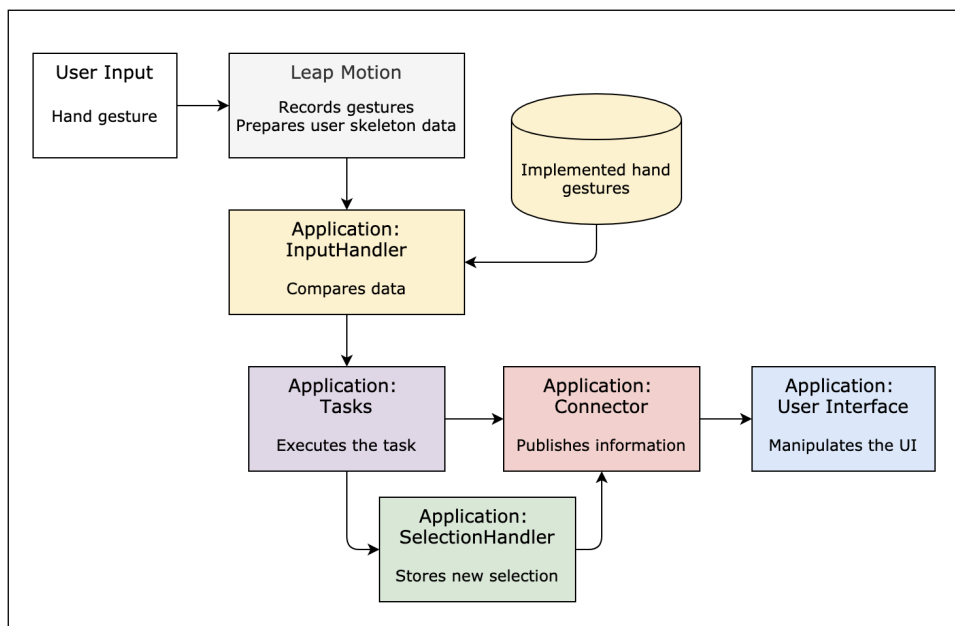 User Input
Hand gesture
Leap Motion
Records gestures
Prepares user skeleton data
Implemented hand
gestures
Application:
InputHandler
Compares data
Application:
Tasks
Executes the task
Application:
Connector
Publishes information
Application:
User Interface
Manipulates the UI
Application:
SelectionHandler
Stores new selection